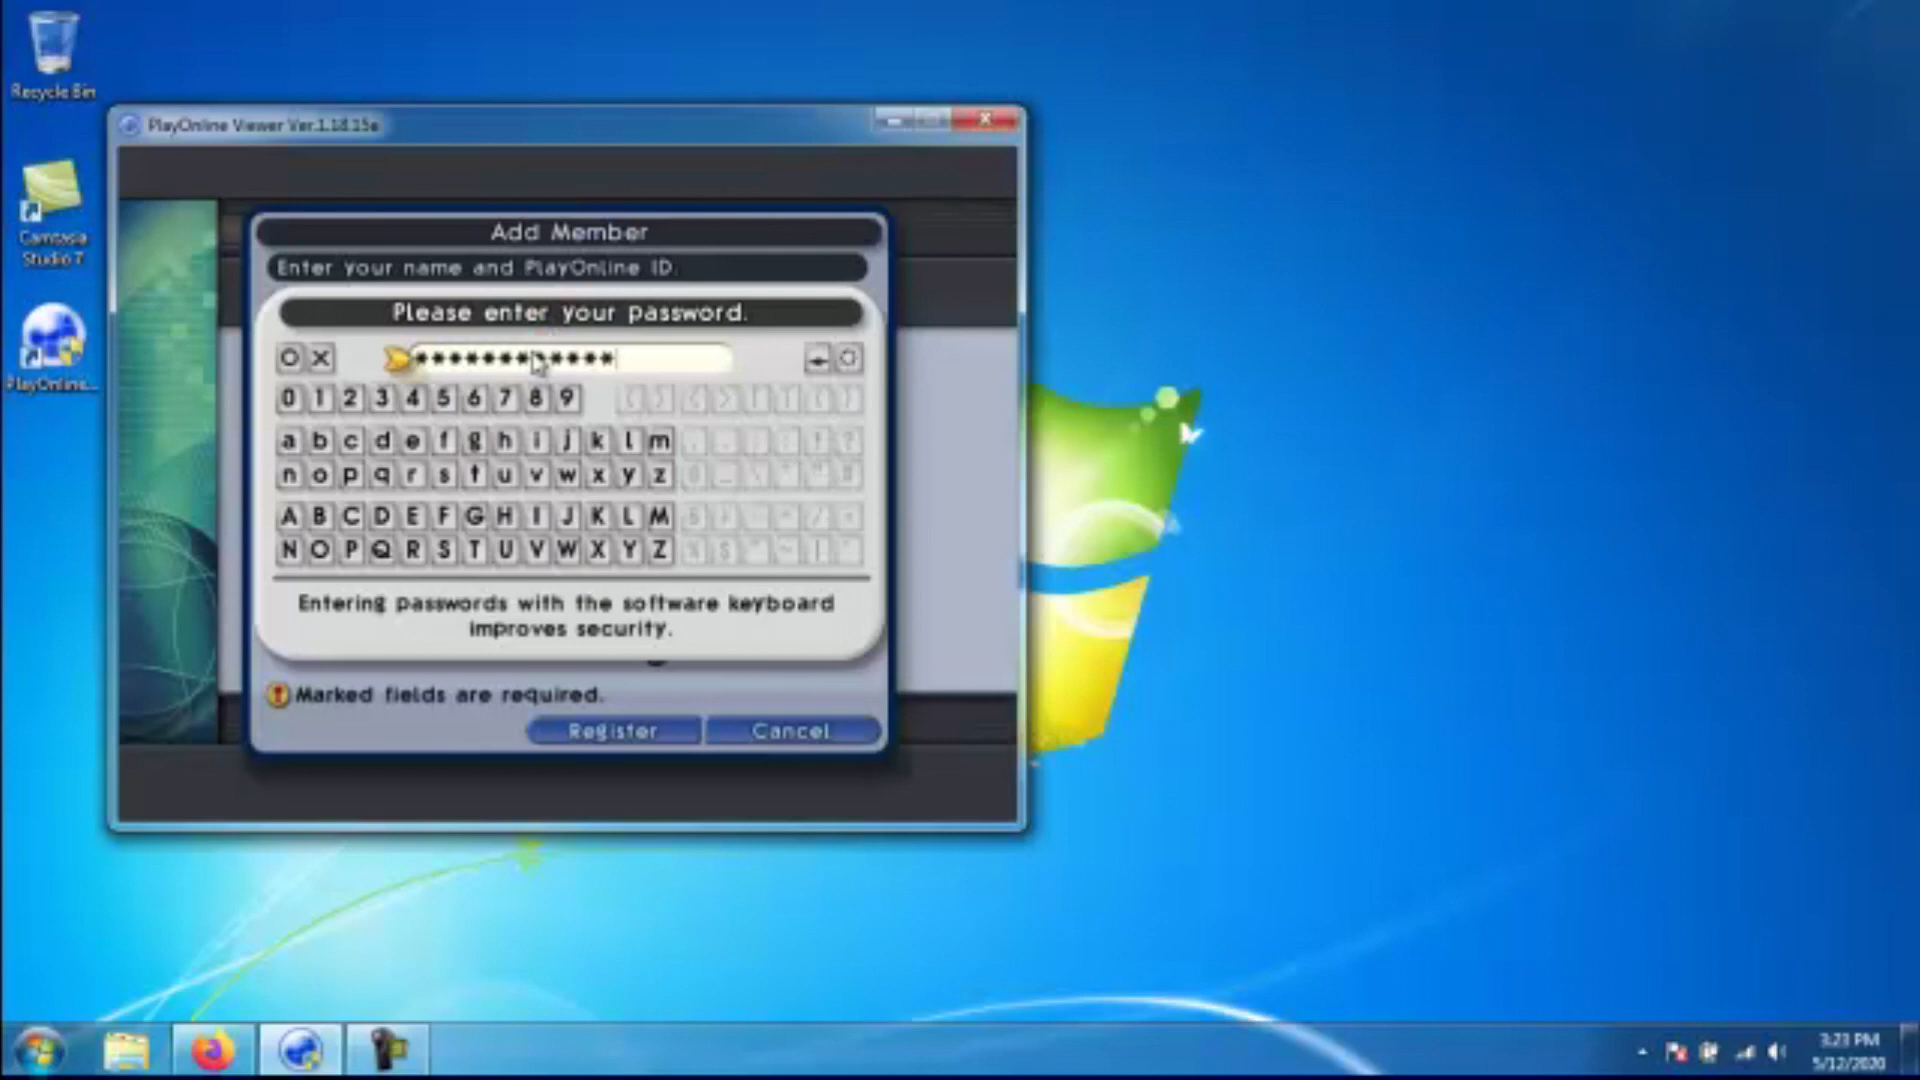 Recycle Bin
PlayOnline Viewer Ver.1.18.15e
Camtasia
Studio 7
PlayOnline...
Add Member
Enter your name and PlayOnline ID.
Please enter your password.
O X ************
0 1 2 3 4 5 6 7 8 9
a b c d e f g h i j k l m
n o p q r s t u v w x y z
A B C D E F G H I J K L M
N O P Q R S T U V W X Y Z
Entering passwords with the software keyboard
improves security.
Marked fields are required.
Register Cancel
3:23 PM
5/12/2020